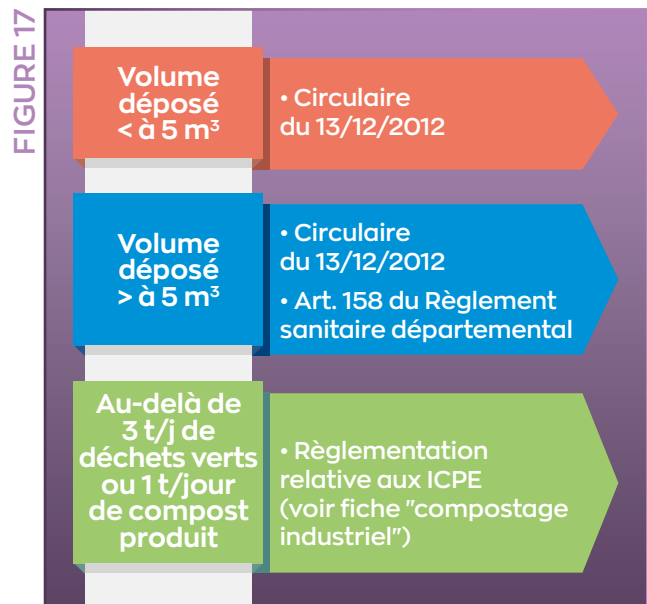 FIGURE 17
Volume
déposé
< à 5 m³
• Circulaire
du 13/12/2012
Volume
déposé
> à 5 m³
• Circulaire
du 13/12/2012
• Art. 158 du Règlement
sanitaire départemental
Au-delà de
3 t/j de
déchets verts
ou 1 t/jour
de compost
produit
• Règlementation
relative aux ICPE
(voir fiche "compostage
industriel")